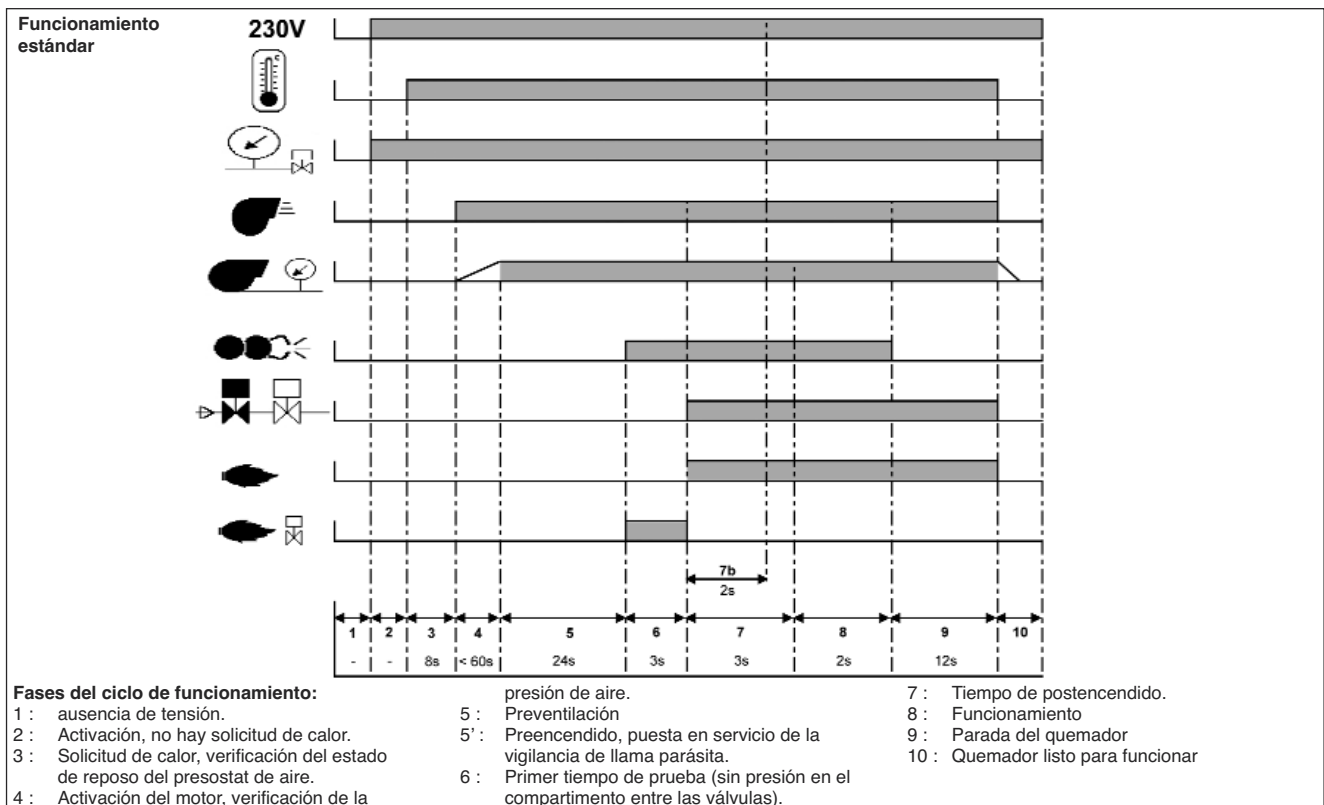 Funcionamiento
estándar
230V
°C
7b
2s
1 2 3 4 5 6 7 8 9 10
- - 8s < 60s 24s 3s 3s 2s 12s
Fases del ciclo de funcionamiento:
1 : ausencia de tensión.
2 : Activación, no hay solicitud de calor.
3 : Solicitud de calor, verificación del estado
de reposo del presostat de aire.
4 : Activación del motor, verificación de la
presión de aire.
5 : Preventilación
5' : Preencendido, puesta en servicio de la
vigilancia de llama parásita.
6 : Primer tiempo de prueba (sin presión en el
compartimento entre las válvulas).
7 : Tiempo de postencendido.
8 : Funcionamiento
9 : Parada del quemador
10 : Quemador listo para funcionar